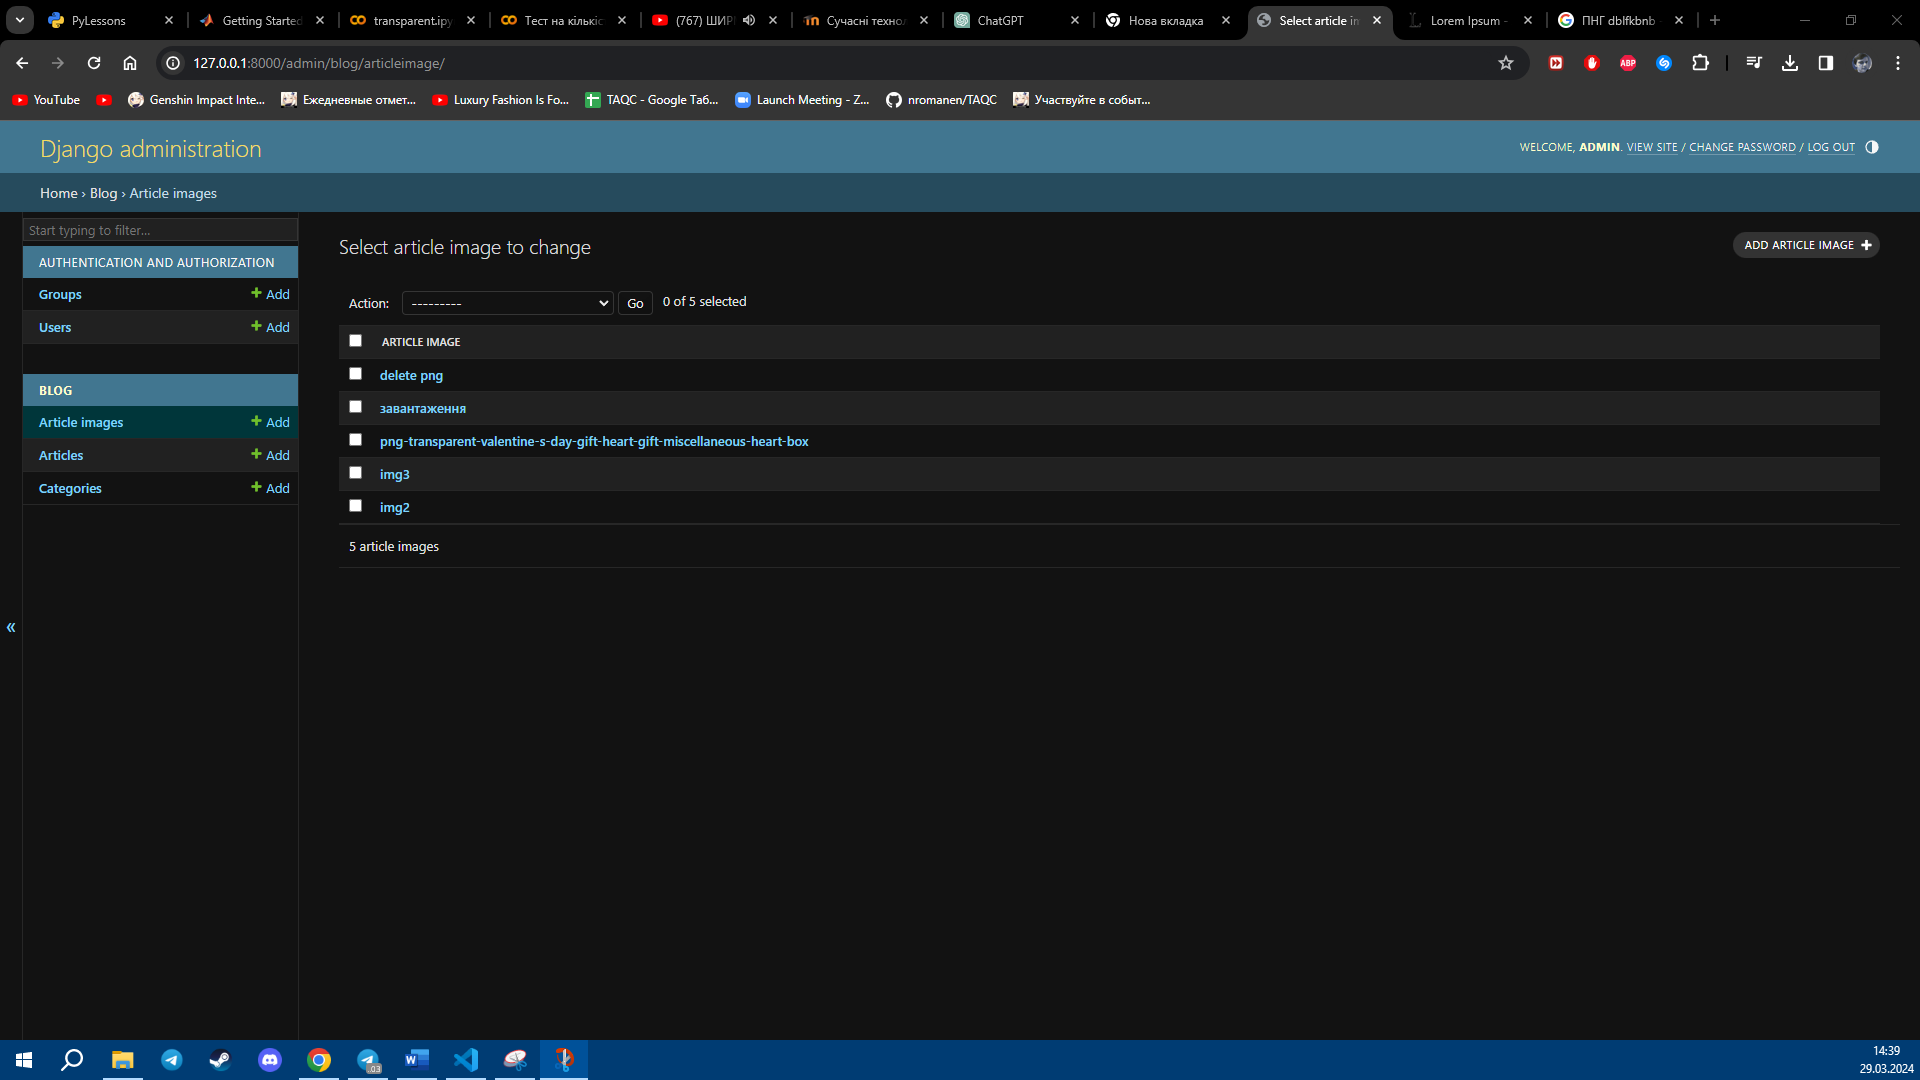 PyLessons
Getting Started
transparent.ipy
Тест на кількіс
(767) ШИР
Сучасні технол
ChatGPT
Нова вкладка
Select article in
Lorem Ipsum -
ПНГ dblfkbnb
127.0.0.1:8000/admin/blog/articleimage/
ABP
YouTube
Genshin Impact Inte...
Ежедневные отмет...
Luxury Fashion Is Fo...
TAQC - Google Таб...
Launch Meeting - Z...
nromanen/TAQC
Участвуйте в событ...
Django administration
WELCOME, ADMIN. VIEW SITE / CHANGE PASSWORD / LOG OUT
Home › Blog › Article images
Start typing to filter...
AUTHENTICATION AND AUTHORIZATION
Groups
+ Add
Users
+ Add
BLOG
Article images
+ Add
Articles
+ Add
Categories
+ Add
«
Select article image to change
ADD ARTICLE IMAGE +
Action: --------- Go 0 of 5 selected
ARTICLE IMAGE
delete png
завантаження
png-transparent-valentine-s-day-gift-heart-gift-miscellaneous-heart-box
img3
img2
5 article images
.03
W
14:39
29.03.2024